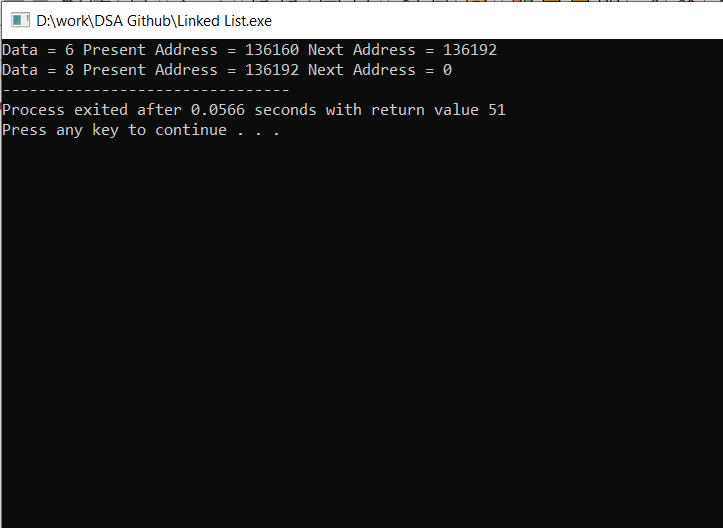 D:\work\DSA Github\Linked List.exe
Data = 6 Present Address = 136160 Next Address = 136192
Data = 8 Present Address = 136192 Next Address = 0
--------------------------------
Process exited after 0.0566 seconds with return value 51
Press any key to continue . . .